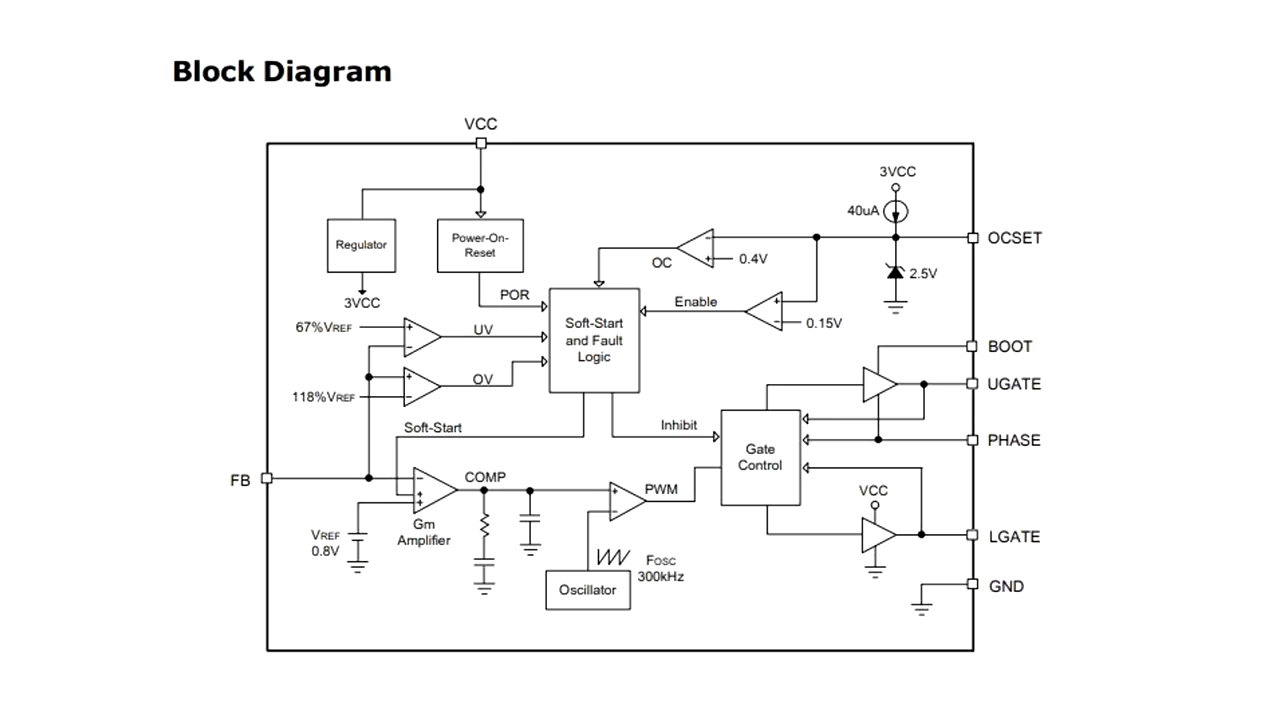 Block Diagram
VCC
3VCC
40uA
OCSET
Regulator
Power-On-
Reset
OC
0.4V
2.5V
3VCC
POR
Enable
0.15V
67%VREF
UV
Soft-Start
and Fault
Logic
BOOT
118%VREF
OV
UGATE
Soft-Start
Inhibit
PHASE
Gate
Control
FB
COMP
PWM
VCC
VREF
0.8V
Gm
Amplifier
LGATE
FOSC
300kHz
Oscillator
GND
+
−
+
−
−
+
+
+
−
−
+
+
−